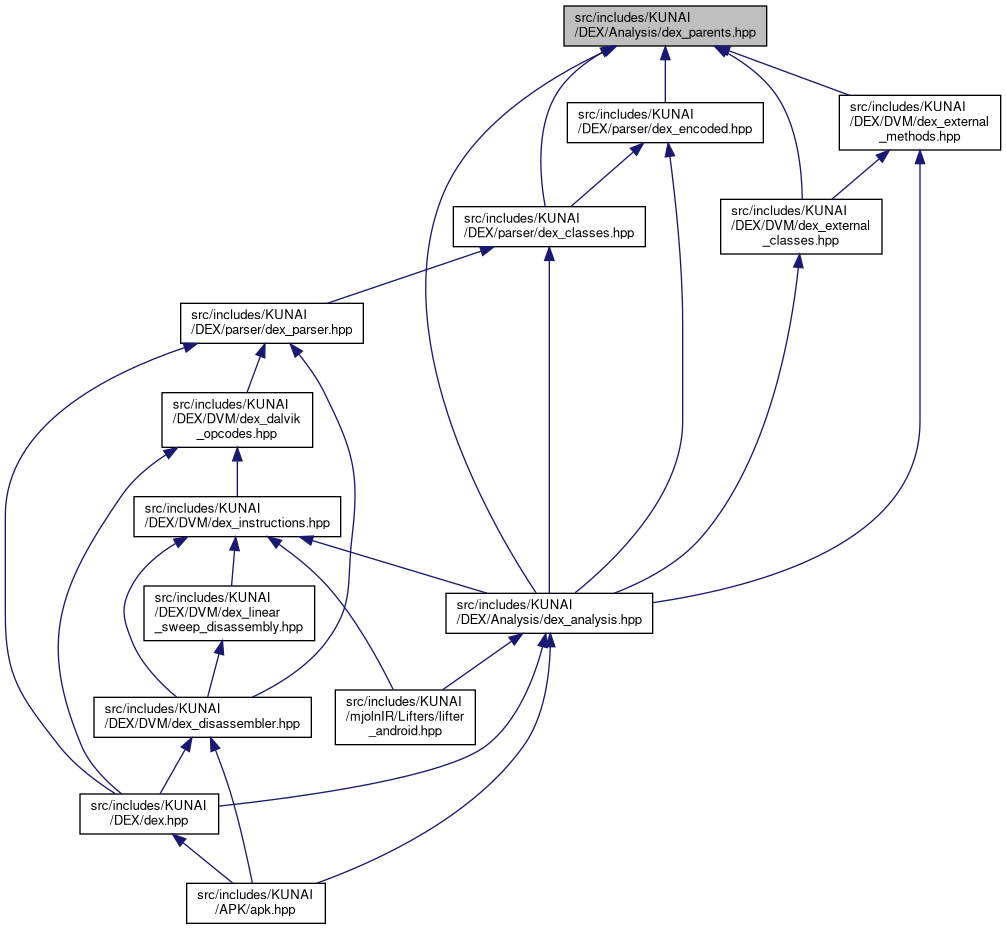 src/includes/KUNAI
/DEX/Analysis/dex_parents.hpp
src/includes/KUNAI
/DEX/parser/dex_encoded.hpp
src/includes/KUNAI
/DEX/DVM/dex_external
_methods.hpp
src/includes/KUNAI
/DEX/parser/dex_classes.hpp
src/includes/KUNAI
/DEX/DVM/dex_external
_classes.hpp
src/includes/KUNAI
/DEX/parser/dex_parser.hpp
src/includes/KUNAI
/DEX/DVM/dex_dalvik
_opcodes.hpp
src/includes/KUNAI
/DEX/DVM/dex_instructions.hpp
src/includes/KUNAI
/DEX/DVM/dex_linear
_sweep_disassembly.hpp
src/includes/KUNAI
/DEX/Analysis/dex_analysis.hpp
src/includes/KUNAI
/DEX/DVM/dex_disassembler.hpp
src/includes/KUNAI
/mjolnIR/Lifters/lifter
_android.hpp
src/includes/KUNAI
/DEX/dex.hpp
src/includes/KUNAI
/APK/apk.hpp